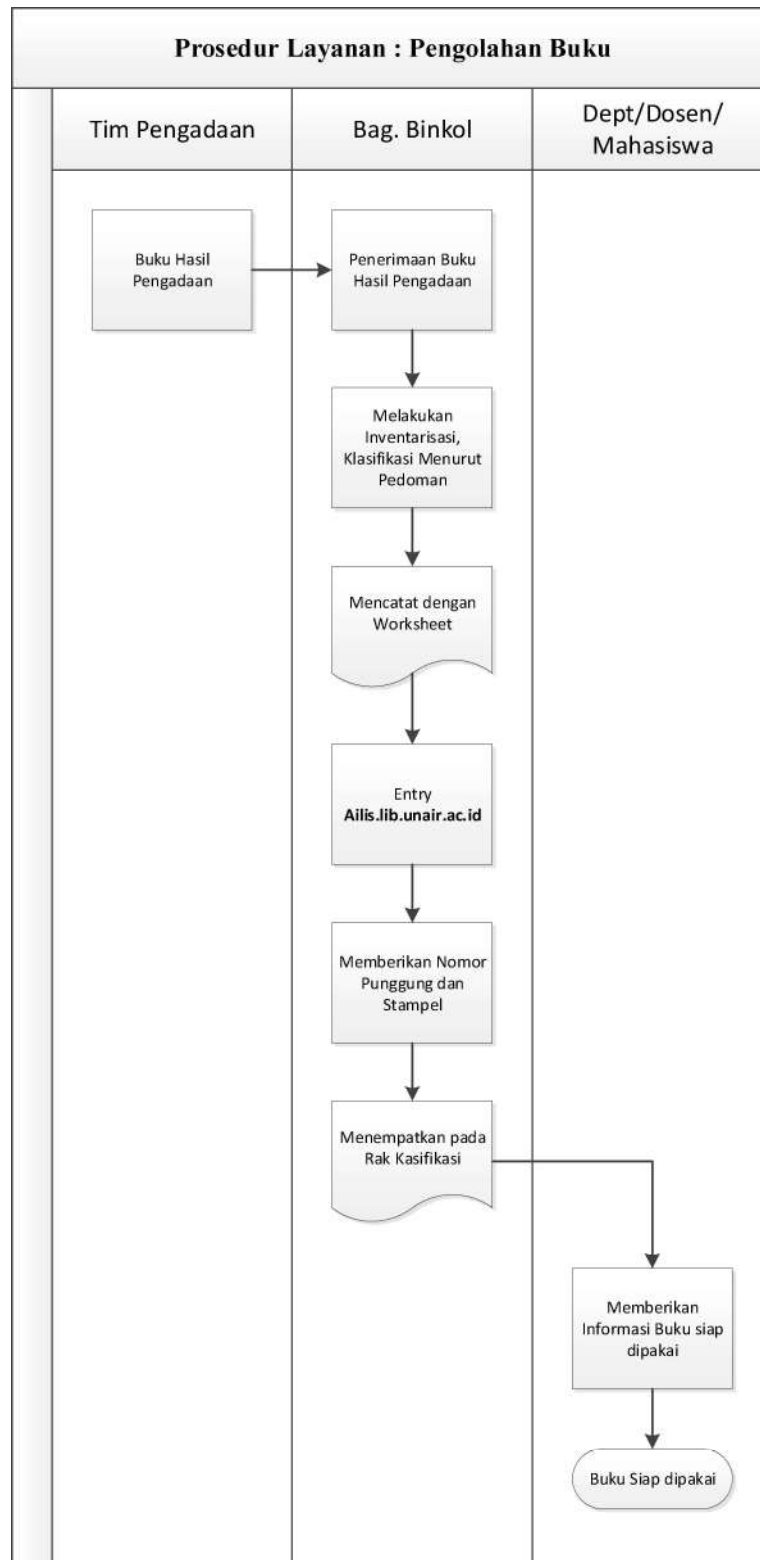 Prosedur Layanan : Pengolahan Buku
Tim Pengadaan
Bag. Binkol
Dept/Dosen/
Mahasiswa
Buku Hasil
Pengadaan
Penerimaan Buku
Hasil Pengadaan
Melakukan
Inventarisasi,
Klasifikasi Menurut
Pedoman
Mencatat dengan
Worksheet
Entry
Ailis.lib.unair.ac.id
Memberikan Nomor
Punggung dan
Stampel
Menempatkan pada
Rak Kasifikasi
Memberikan
Informasi Buku siap
dipakai
Buku Siap dipakai